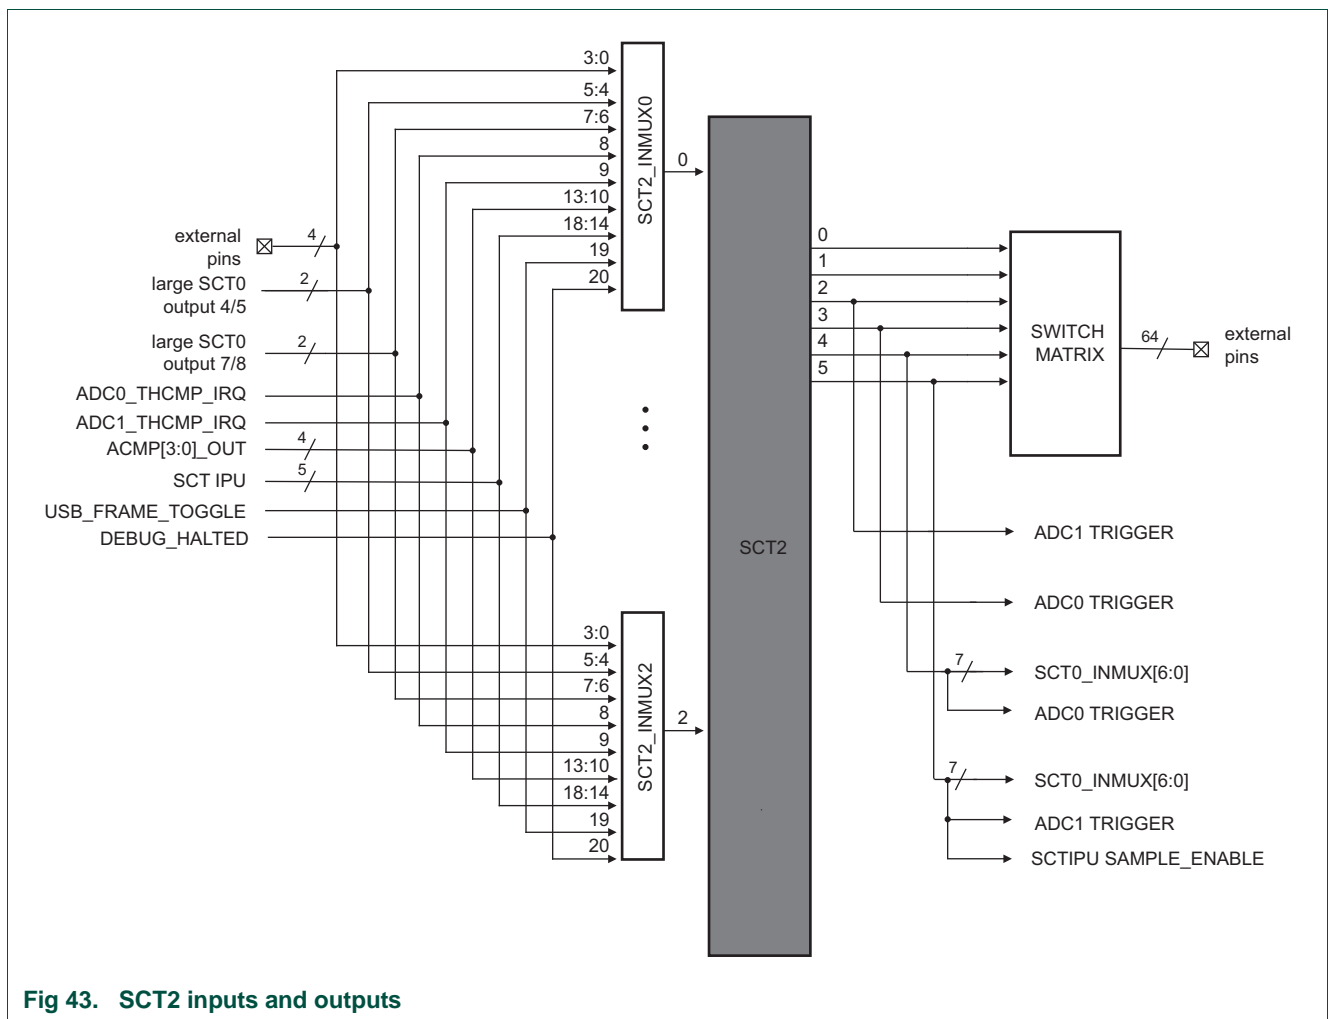 3:0
5:4
7:6
8
9
13:10
18:14
19
20
SCT2_INMUX0
0
external
pins
4
large SCT0
output 4/5
2
large SCT0
output 7/8
2
ADC0_THCMP_IRQ
ADC1_THCMP_IRQ
ACMP[3:0]_OUT
4
SCT IPU
5
USB_FRAME_TOGGLE
DEBUG_HALTED
3:0
5:4
7:6
8
9
13:10
18:14
19
20
SCT2_INMUX2
2
SCT2
0
1
2
3
4
5
SWITCH
MATRIX
64
external
pins
ADC1 TRIGGER
ADC0 TRIGGER
7
SCT0_INMUX[6:0]
ADC0 TRIGGER
7
SCT0_INMUX[6:0]
ADC1 TRIGGER
SCTIPU SAMPLE_ENABLE
Fig 43. SCT2 inputs and outputs